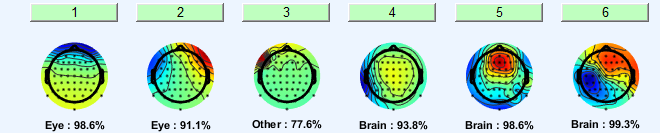 1 2 3 4 5 6
Eye : 98.6% Eye : 91.1% Other : 77.6% Brain : 93.8% Brain : 98.6% Brain : 99.3%